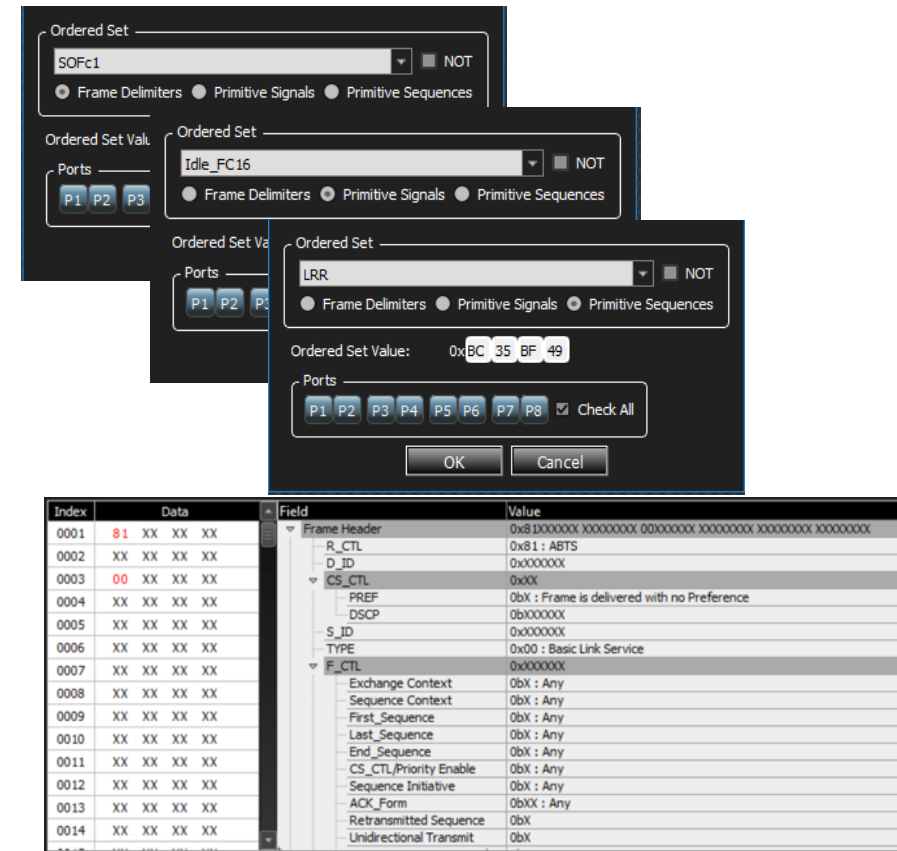 Ordered Set
SOFc1 NOT
Frame Delimiters Primitive Signals Primitive Sequences
Ordered Set
Ports
P1 P2 P3
Ordered Set
Idle_FC16 NOT
Frame Delimiters Primitive Signals Primitive Sequences
Ordered Set
Ports
P1 P2
Ordered Set
LRR NOT
Frame Delimiters Primitive Signals Primitive Sequences
Ordered Set Value: 0x BC 35 BF 49
Ports
P1 P2 P3 P4 P5 P6 P7 P8 Check All
OK Cancel
Index Data Field Value
0001 81 XX XX XX Frame Header 0x81XXXXXX XXXXXXXX 00XXXXXX XXXXXXXX XXXXXXXX XXXXXXXX
R_CTL 0x81 : ABTS
0002 XX XX XX XX D_ID 0xXXXXXX
0003 00 XX XX XX CS_CTL 0xXX
0004 XX XX XX XX PREF 0bX : Frame is delivered with no Preference
0005 XX XX XX XX DSCP 0bXXXXXX
S_ID 0xXXXXXX
0006 XX XX XX XX TYPE 0x00 : Basic Link Service
0007 XX XX XX XX F_CTL 0xXXXXXX
Exchange Context 0bX : Any
0008 XX XX XX XX Sequence Context 0bX : Any
0009 XX XX XX XX First_Sequence 0bX : Any
0010 XX XX XX XX Last_Sequence 0bX : Any
0011 XX XX XX XX End_Sequence 0bX : Any
CS_CTL/Priority Enable 0bX : Any
0012 XX XX XX XX Sequence Initiative 0bX : Any
0013 XX XX XX XX ACK_Form 0bXX : Any
Retransmitted Sequence 0bX
0014 XX XX XX XX Unidirectional Transmit 0bX